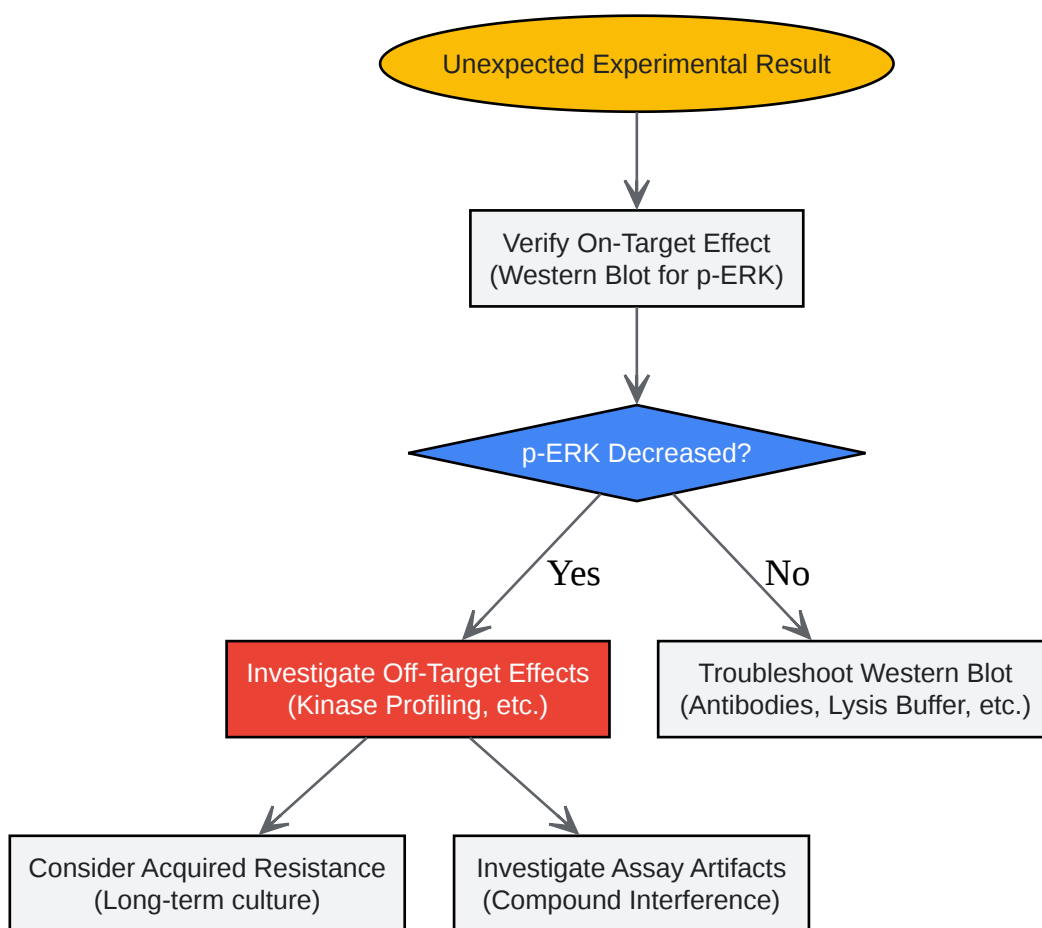 Unexpected Experimental Result
Verify On-Target Effect
(Western Blot for p-ERK)
p-ERK Decreased?
Yes
No
Investigate Off-Target Effects
(Kinase Profiling, etc.)
Troubleshoot Western Blot
(Antibodies, Lysis Buffer, etc.)
Consider Acquired Resistance
(Long-term culture)
Investigate Assay Artifacts
(Compound Interference)